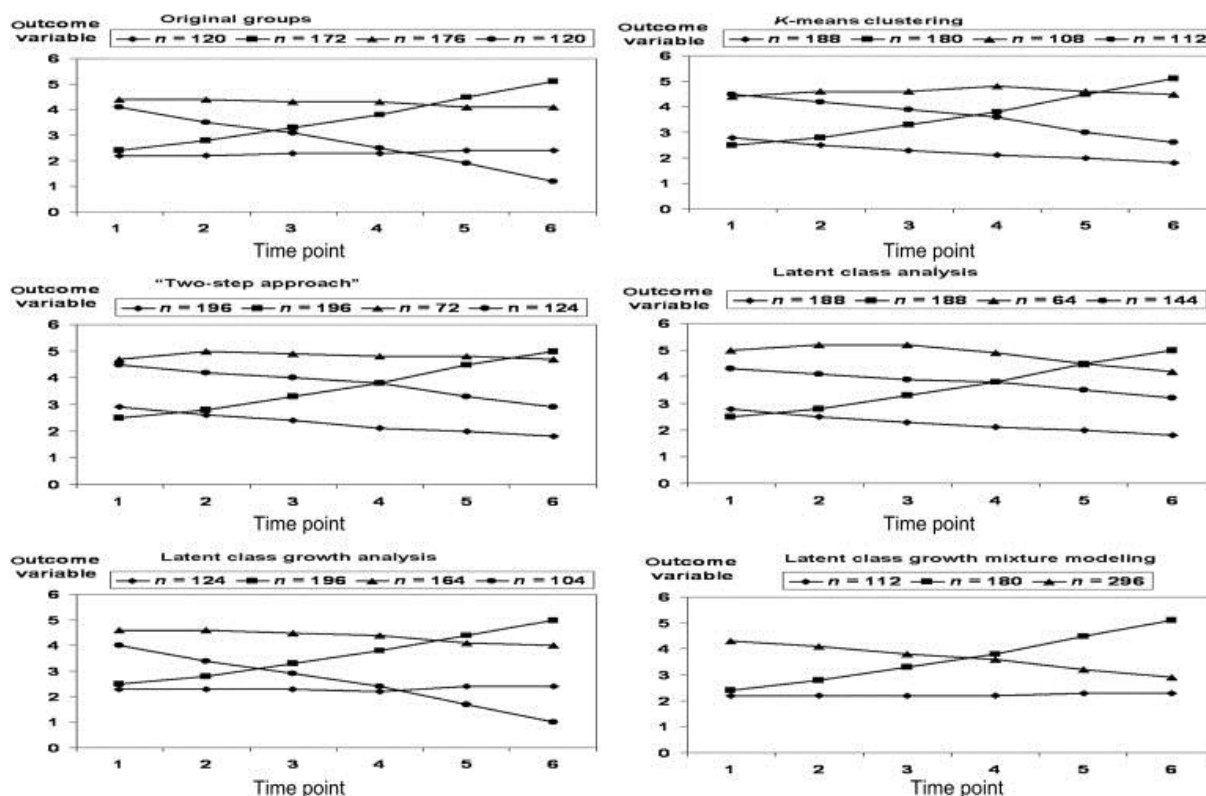 Original groups
Outcome variable
n = 120 n = 172 n = 176 n = 120
6
5
4
3
2
1
0
1 2 3 4 5 6
Time point
K-means clustering
Outcome variable
n = 188 n = 180 n = 108 n = 112
6
5
4
3
2
1
0
1 2 3 4 5 6
Time point
“Two-step approach”
Outcome variable
n = 196 n = 196 n = 72 n = 124
6
5
4
3
2
1
0
1 2 3 4 5 6
Time point
Latent class analysis
Outcome variable
n = 188 n = 188 n = 64 n = 144
6
5
4
3
2
1
0
1 2 3 4 5 6
Time point
Latent class growth analysis
Outcome variable
n = 124 n = 196 n = 164 n = 104
6
5
4
3
2
1
0
1 2 3 4 5 6
Time point
Latent class growth mixture modeling
Outcome variable
n = 112 n = 180 n = 296
6
5
4
3
2
1
0
1 2 3 4 5 6
Time point